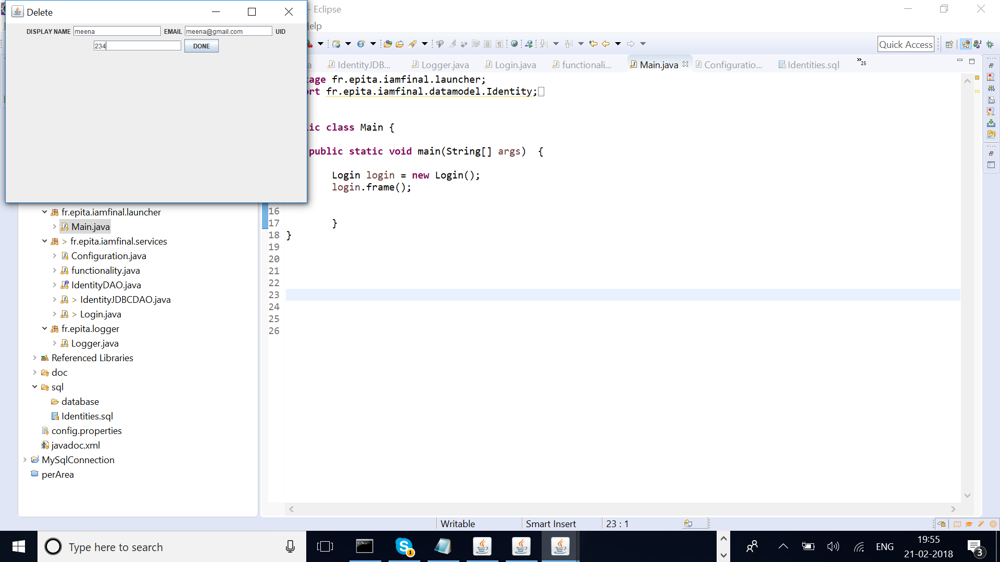 Delete
DISPLAY NAME meena EMAIL meena@gmail.com UID
234 DONE
- Eclipse
elp
Quick Access
a IdentityJDB... Logger.java Login.java functionali... Main.java Configuratio... Identities.sql »25
kage fr.epita.iamfinal.launcher;
ort fr.epita.iamfinal.datamodel.Identity;
lic class Main {
public static void main(String[] args) {
Login login = new Login();
login.frame();
16
17 }
18 }
19
20
21
22
23
24
25
26
fr.epita.iamfinal.launcher
Main.java
> fr.epita.iamfinal.services
Configuration.java
functionality.java
IdentityDAO.java
> IdentityJDBCDAO.java
> Login.java
fr.epita.logger
Logger.java
Referenced Libraries
doc
sql
database
Identities.sql
config.properties
javadoc.xml
MySqlConnection
perArea
Writable Smart Insert 23 : 1
Type here to search
1
ENG
19:55
21-02-2018
3